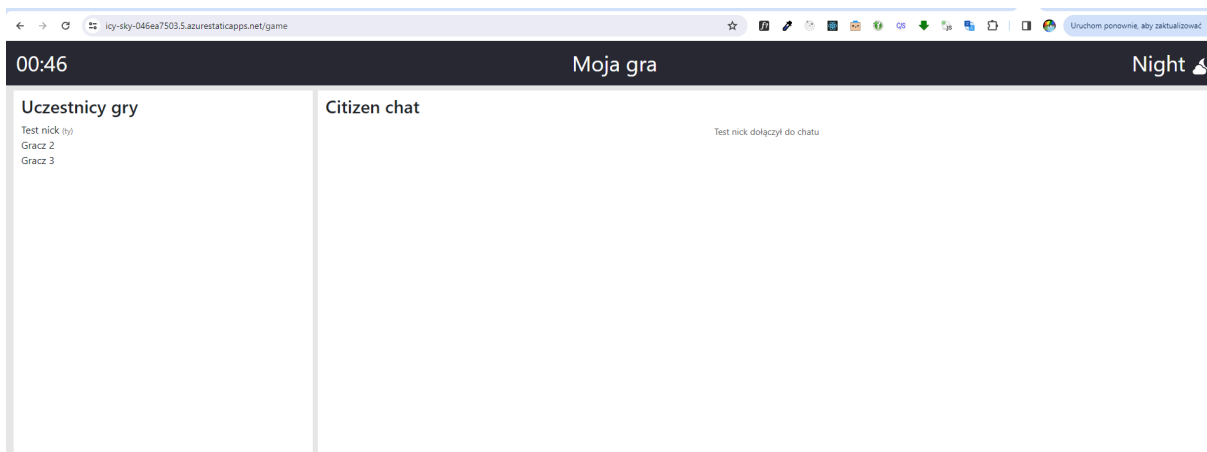 icy-sky-046ea7503.5.azurestaticapps.net/game
Uruchom ponownie, aby zaktualizować
00:46
Moja gra
Night
Uczestnicy gry
Test nick (ty)
Gracz 2
Gracz 3
Citizen chat
Test nick dołączył do chatu